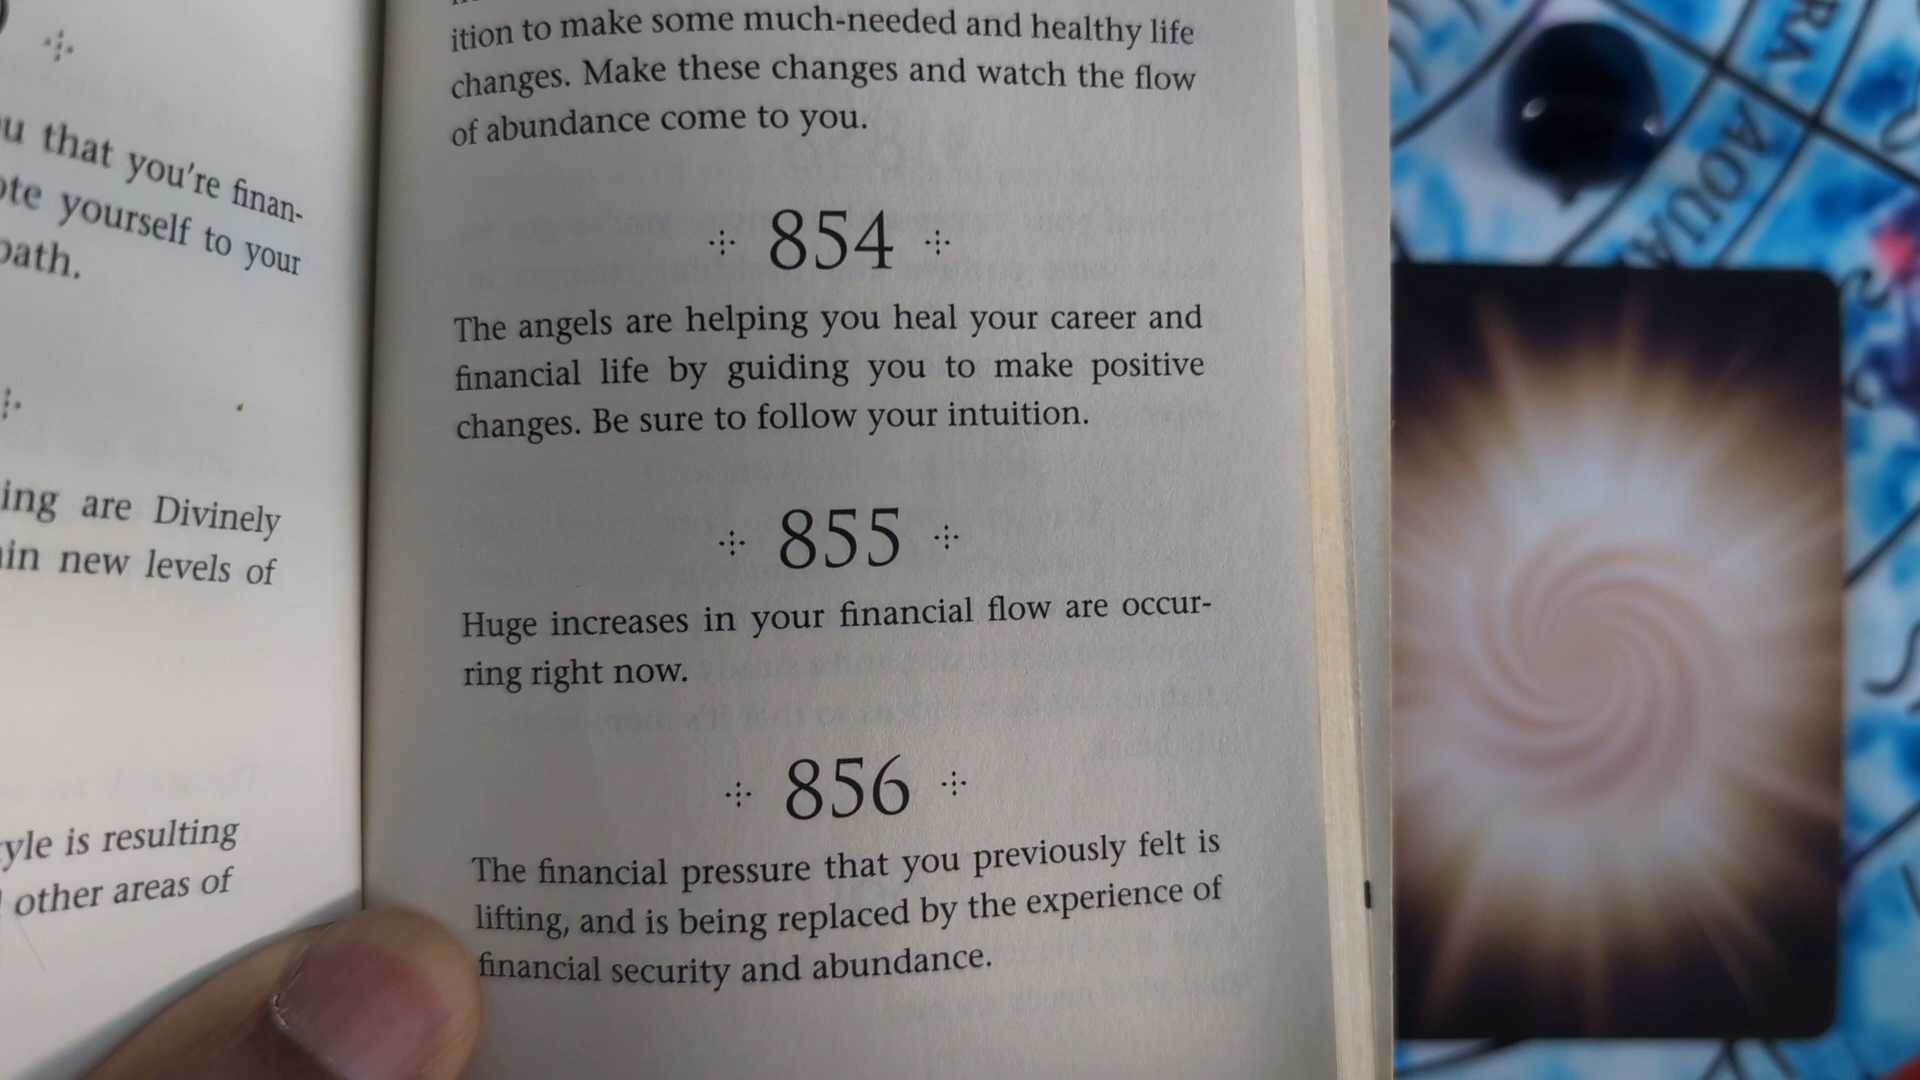 that you're finan-
yourself to your
are Divinely
new levels of
is resulting
other areas of
ition to make some much-needed and healthy life
changes. Make these changes and watch the flow
of abundance come to you.
854
The angels are helping you heal your career and
financial life by guiding you to make positive
changes. Be sure to follow your intuition.
855
Huge increases in your financial flow are occur-
ring right now.
856
The financial pressure that you previously felt is
lifting, and is being replaced by the experience of
financial security and abundance.